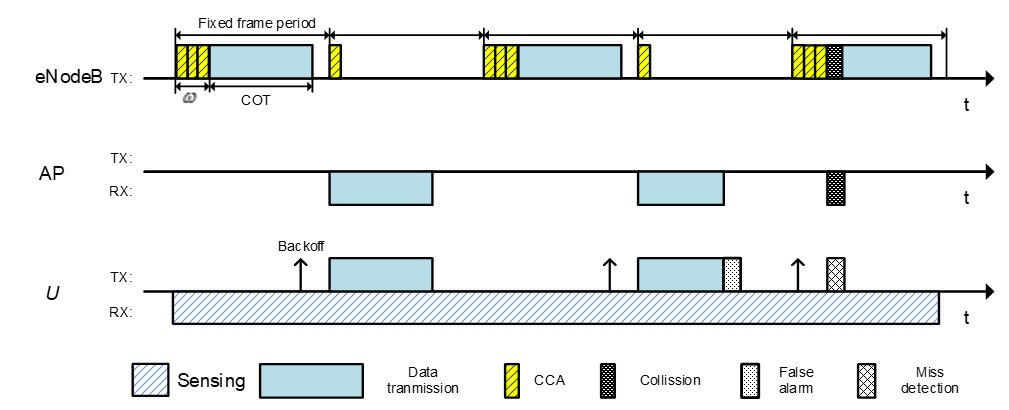 Fixed frame period
eNodeB TX:
ω COT
t
TX:
AP
RX:
t
Backoff
TX:
U
RX:
t
Sensing
Data
tranmission
CCA
Collission
False
alarm
Miss
detection